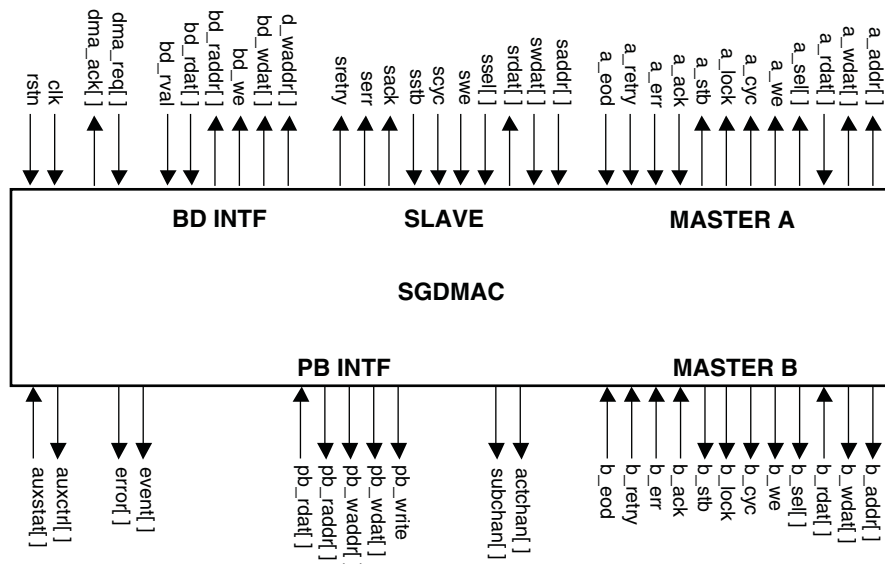 rstn
clk
dma_ack[ ]
dma_req[ ]
bd_rval
bd_rdat[ ]
bd_raddr[ ]
bd_we
bd_wdat[ ]
d_waddr[ ]
sretry
serr
sack
sstb
scyc
swe
ssel[ ]
srdat[ ]
swdat[ ]
saddr[ ]
a_eod
a_retry
a_err
a_ack
a_stb
a_lock
a_cyc
a_we
a_sel[ ]
a_rdat[ ]
a_wdat[ ]
a_addr[ ]
BD INTF
SLAVE
MASTER A
SGDMAC
PB INTF
MASTER B
auxstat[ ]
auxctrl[ ]
error[ ]
event[ ]
pb_rdat[ ]
pb_raddr[ ]
pb_waddr[ ]
pb_wdat[ ]
pb_write
subchan[ ]
actchan[ ]
b_eod
b_retry
b_err
b_ack
b_stb
b_lock
b_cyc
b_we
b_sel[ ]
b_rdat[ ]
b_wdat[ ]
b_addr[ ]